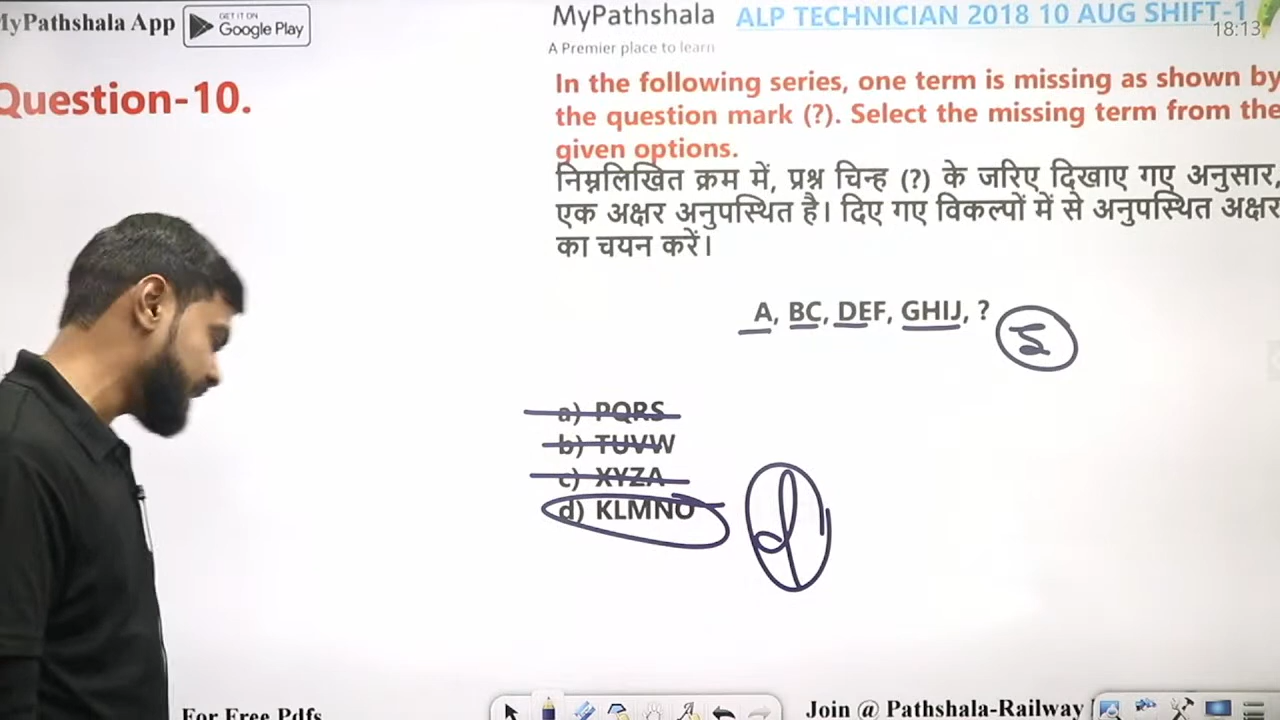 MyPathshala App
GET IT ON
Google Play
MyPathshala
A Premier place to learn
ALP TECHNICIAN 2018 10 AUG SHIFT-1
18:13
Question-10.
In the following series, one term is missing as shown by
the question mark (?). Select the missing term from the
given options.
निम्नलिखित क्रम में, प्रश्न चिन्ह (?) के जरिए दिखाए गए अनुसार,
एक अक्षर अनुपस्थित है। दिए गए विकल्पों में से अनुपस्थित अक्षर
का चयन करें।
A, BC, DEF, GHIJ, ?
5
a) PQRS
b) TUVW
c) XYZA
d) KLMNO
d
For Free Pdfs
Join @ Pathshala-Railway